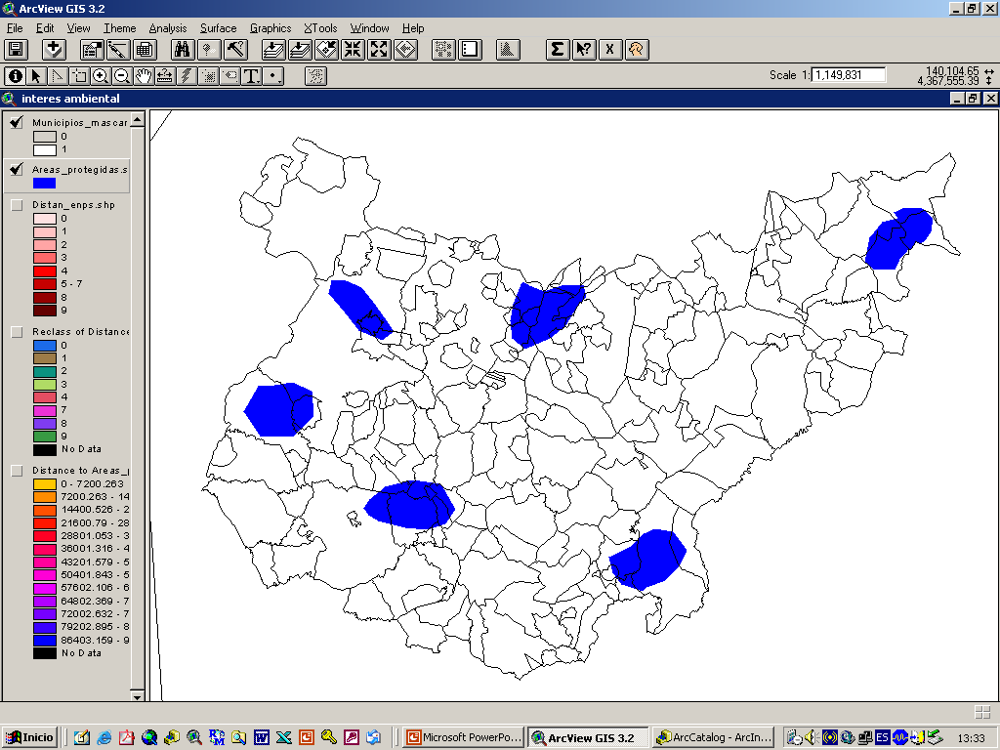 ArcView GIS 3.2
File Edit View Theme Analysis Surface Graphics XTools Window Help
Scale 1: 1,149,831
140,104.65
4,367,555.39
interes ambiental
Municipios_mascar
0
1
Areas_protegidas.s
Distan_enps.shp
0
1
2
3
4
5 - 7
8
9
Reclass of Distance
0
1
2
3
4
7
8
9
No Data
Distance to Areas_
0 - 7200.263
7200.263 - 14
14400.526 - 2
21600.79 - 28
28801.053 - 3
36001.316 - 4
43201.579 - 5
50401.843 - 5
57602.106 - 6
64802.369 - 7
72002.632 - 7
79202.895 - 8
86403.159 - 9
No Data
Inicio
Microsoft PowerPo...
ArcView GIS 3.2
ArcCatalog - ArcIn...
ES
13:33